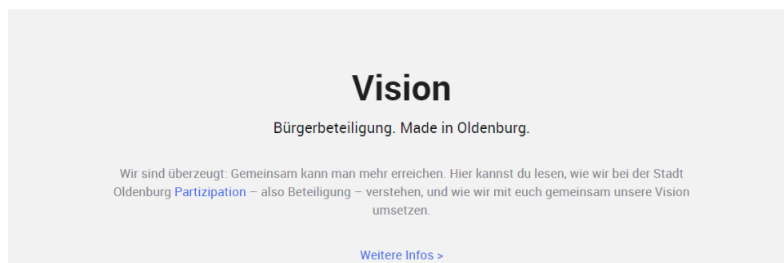 Vision
Bürgerbeteiligung. Made in Oldenburg.
Wir sind überzeugt: Gemeinsam kann man mehr erreichen. Hier kannst du lesen, wie wir bei der Stadt
Oldenburg Partizipation – also Beteiligung – verstehen, und wie wir mit euch gemeinsam unsere Vision
umsetzen.
Weitere Infos >